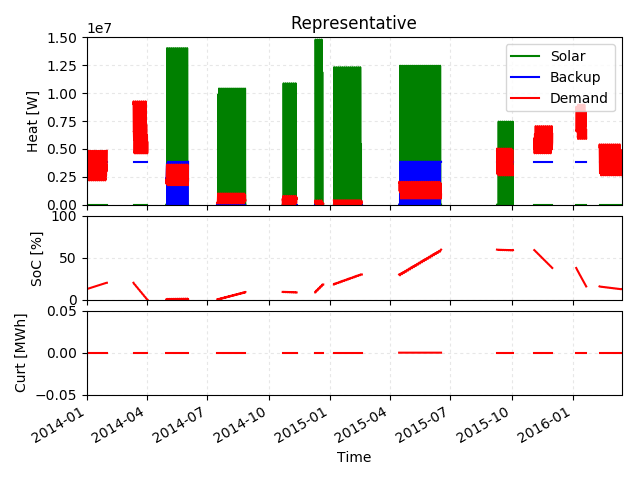 Representative
1e7
1.50
1.25
1.00
0.75
0.50
0.25
0.00
Heat [W]
Solar
Backup
Demand
100
50
0
SoC [%]
0.05
0.00
−0.05
Curt [MWh]
2014-01
2014-04
2014-07
2014-10
2015-01
2015-04
2015-07
2015-10
2016-01
Time